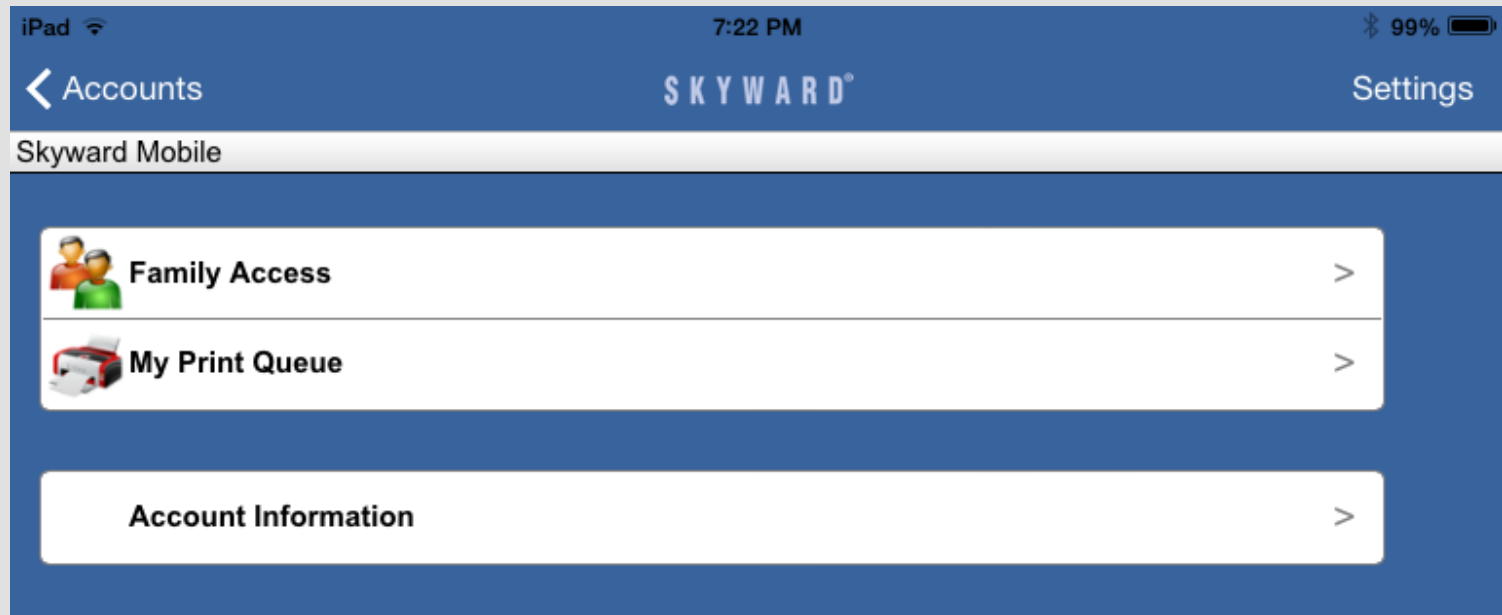 iPad 7:22 PM 99%
Accounts SKYWARD® Settings
Skyward Mobile
Family Access >
My Print Queue >
Account Information >